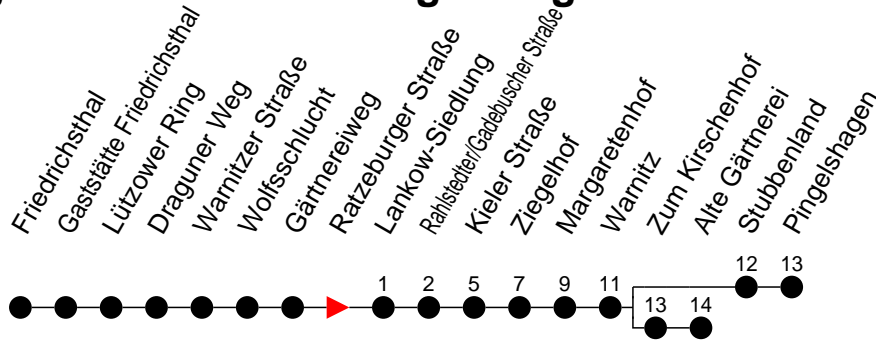 Friedrichsthal
Gaststätte Friedrichsthal
Lützower Ring
Draguner Weg
Warnitzer Straße
Wolfsschlucht
Gärtnereiweg
Ratzeburger Straße
Lankow-Siedlung
Rahlstedter/Gadebuscher Straße
Kieler Straße
Ziegelhof
Margaretenhof
Warnitz
Zum Kirschenhof
Alte Gärtnerei
Stubbenland
Pingelshagen
12 13
1 2 5 7 9 11
13 14